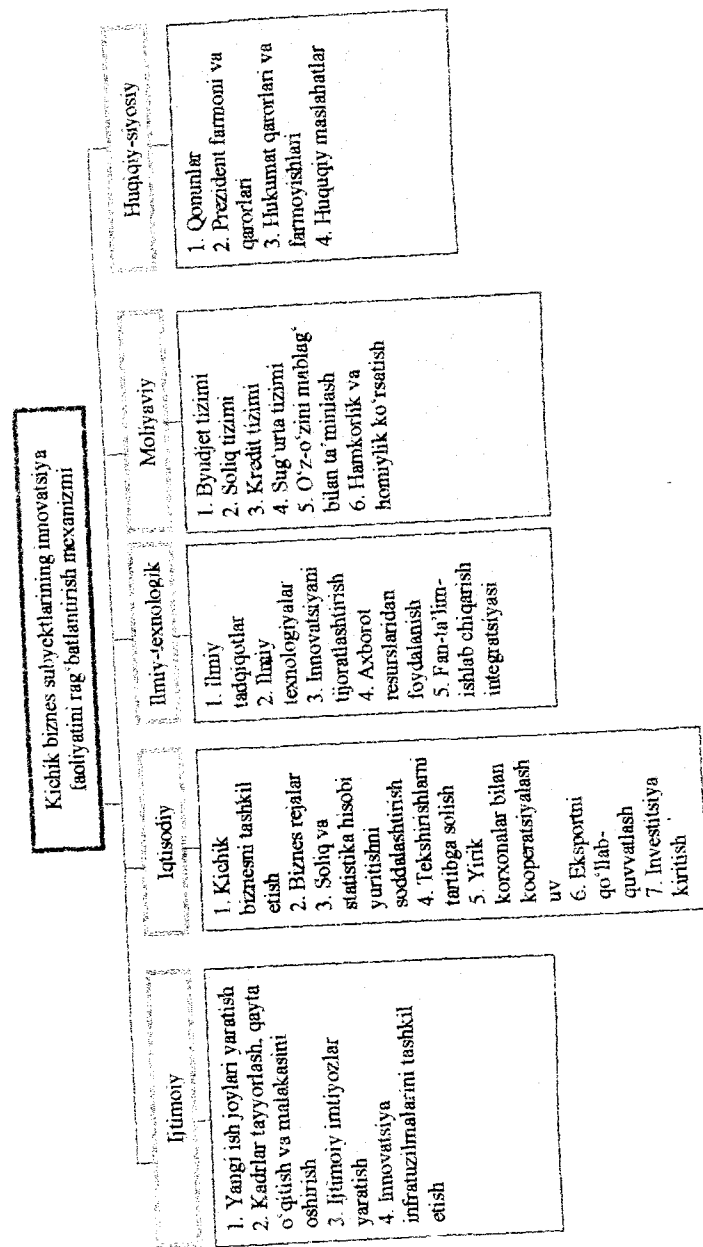 Kichik biznes subyektlarining innovatsiya
faoliyatini rag`batlantirish mexanizmi
Ijtimoiy
1. Yangi ish joylari yaratish
2. Kadrlar tayyorlash, qayta
o`qitish va malakasini
oshirish
3. Ijtimoiy imtiyozlar
yaratish
4. Innovatsiya
infratuzilmalarini tashkil
etish
Iqtisodiy
1. Kichik
biznesni tashkil
etish
2. Biznes rejalar
3. Soliq va
statistika hisobi
yuritishni
soddalashtirish
4. Tekshirishlarni
tartibga solish
5. Yirik
korxonalar bilan
kooperatsiyalash
uv
6. Eksportni
qo`llab-
quvvatlash
7. Investitsiya
kiritish
Ilmiy-texnologik
1. Ilmiy
tadqiqotlar
2. Ilmiy
texnologiyalar
3. Innovatsiyani
tijoratlashtirish
4. Axborot
resurslaridan
foydalanish
5. Fan-ta`lim-
ishlab chiqarish
integratsiyasi
Moliyaviy
1. Byudjet tizimi
2. Soliq tizimi
3. Kredit tizimi
4. Sug`urta tizimi
5. O`z-o`zini mablag`
bilan ta`minlash
6. Hamkorlik va
homiylik ko`rsatish
Huqiqiy-siyosiy
1. Qonunlar
2. Prezident farmoni va
qarorlari
3. Hukumat qarorlari va
farmoyishlari
4. Huquqiy maslahatlar